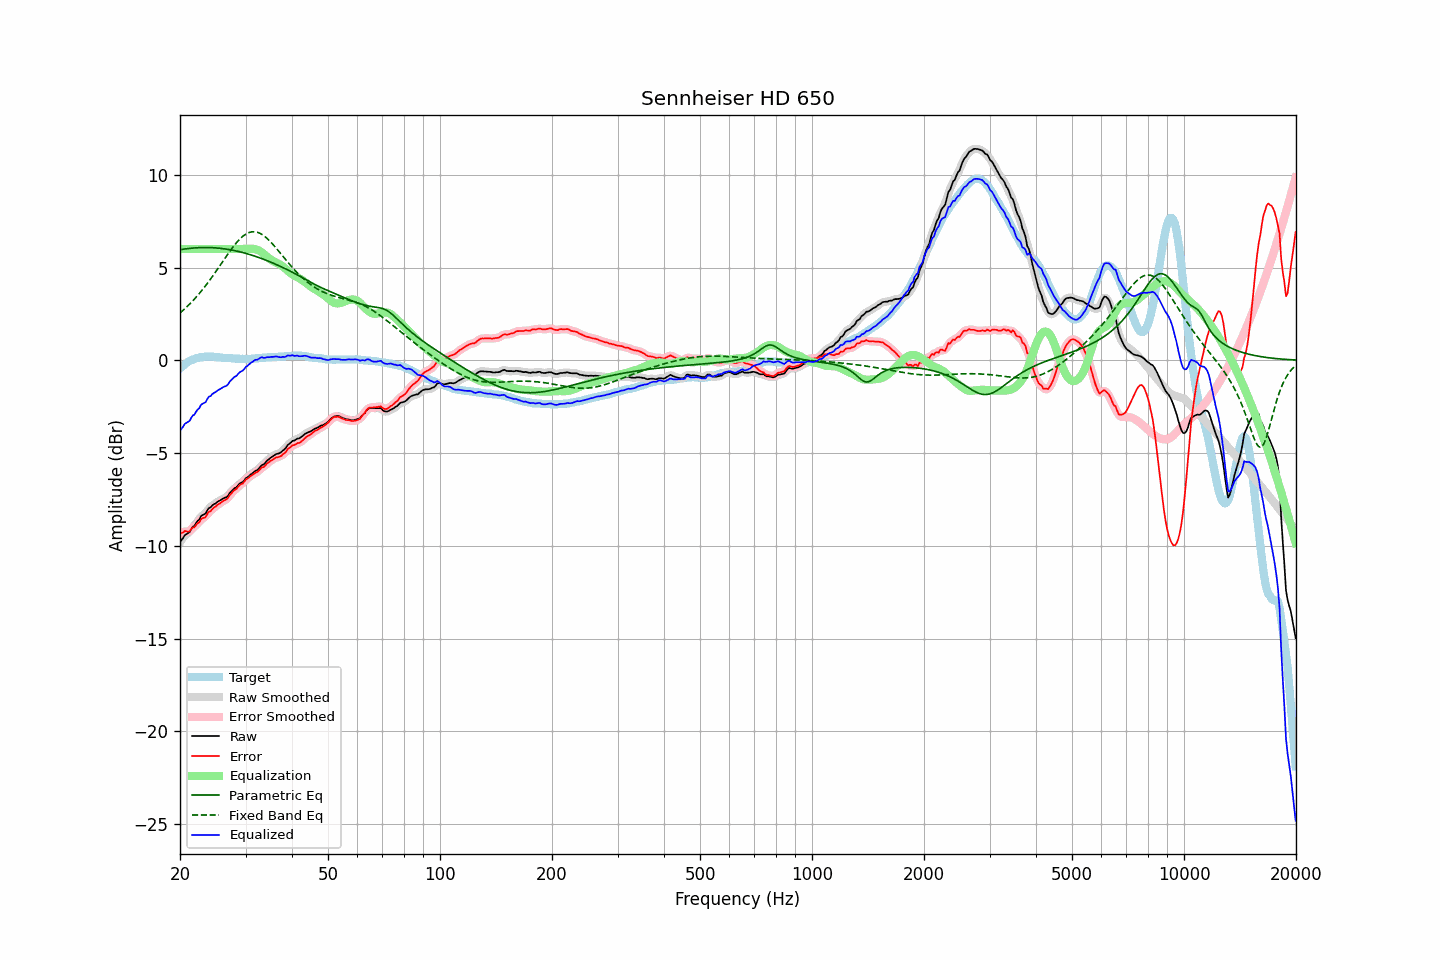 Sennheiser HD 650
Amplitude (dBr)
10
5
0
−5
−10
−15
−20
−25
Target
Raw Smoothed
Error Smoothed
Raw
Error
Equalization
Parametric Eq
Fixed Band Eq
Equalized
20 50 100 200 500 1000 2000 5000 10000 20000
Frequency (Hz)